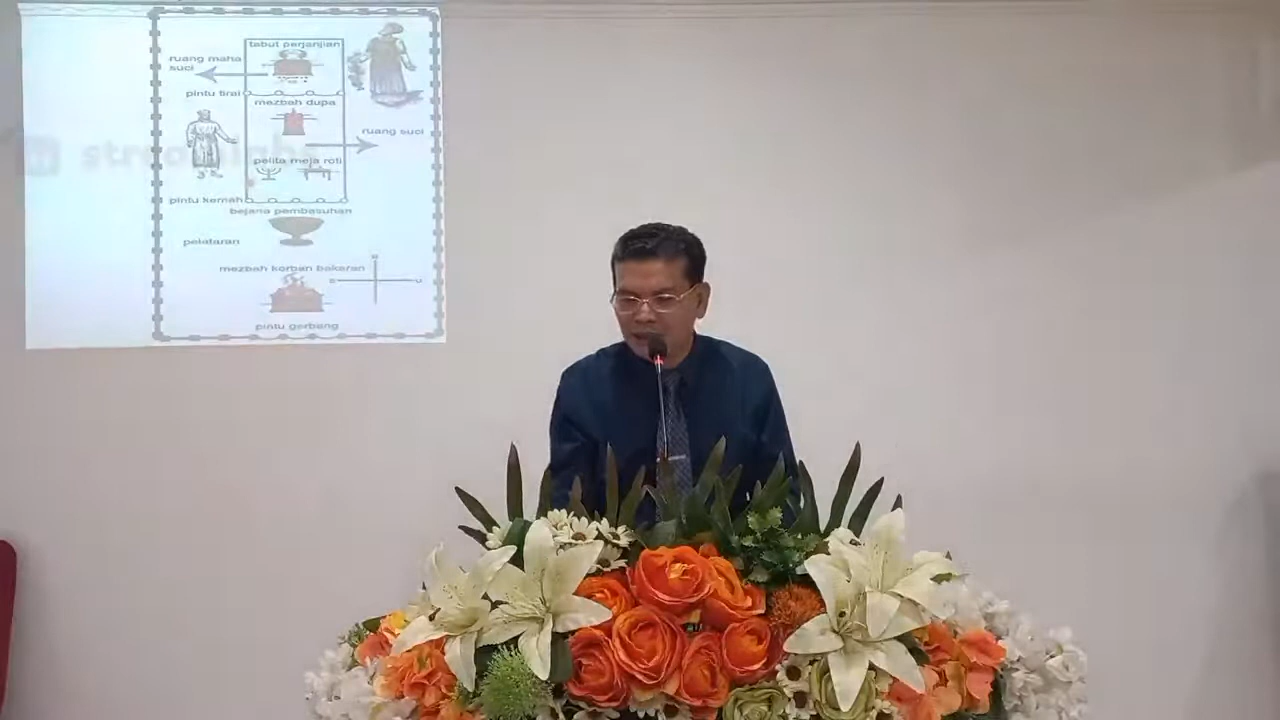 tabut perjanjian
ruang maha
suci
pintu tirai
mezbah dupa
ruang suci
pelita meja roti
pintu kemah
bejana pembasuhan
pelataran
mezbah korban bakaran
pintu gerbang
streamlabs